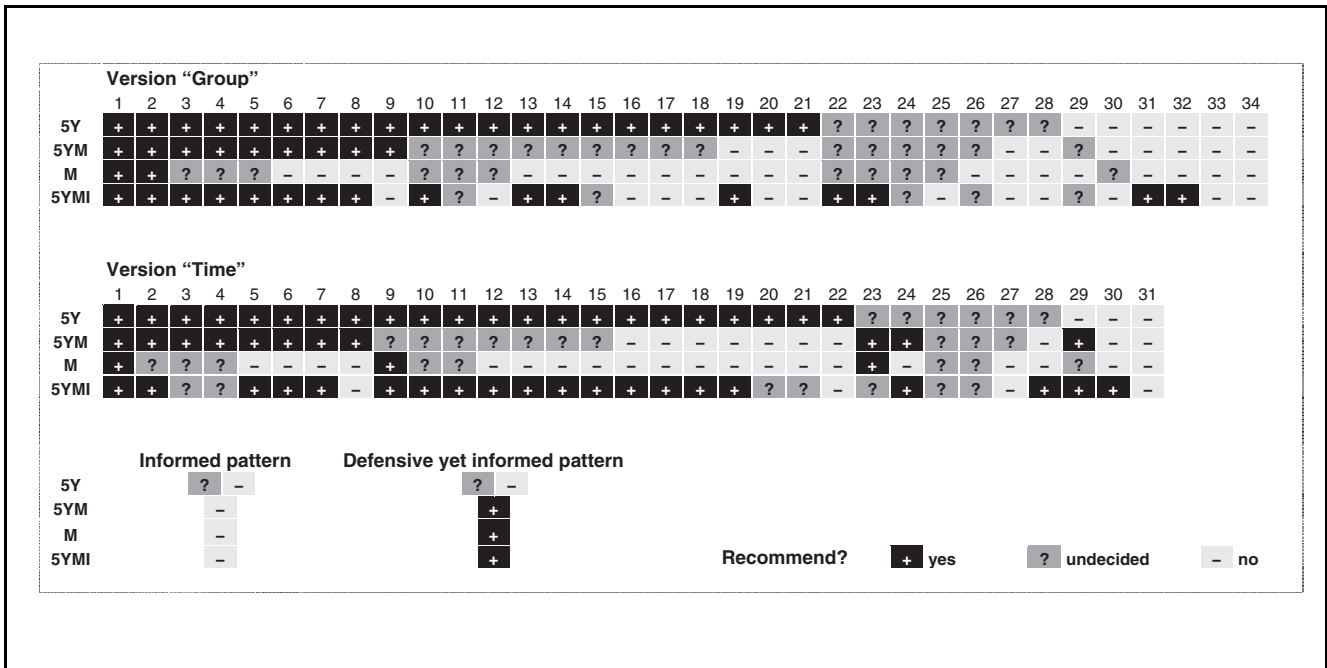 Version “Group”
1 2 3 4 5 6 7 8 9 10 11 12 13 14 15 16 17 18 19 20 21 22 23 24 25 26 27 28 29 30 31 32 33 34
5Y + + + + + + + + + + + + + + + + + + + + + ? ? ? ? ? ? ? – – – – – –
5YM + + + + + + + + + ? ? ? ? ? ? ? ? ? – – – ? ? ? ? ? – – ? – – – – –
M + + ? ? ? – – – – ? ? ? – – – – – – – – – ? ? ? ? – – – – ? – – – –
5YMI + + + + + + + + – + ? – + + ? – – – + – – + + ? – ? – – ? – + + – –
Version “Time”
1 2 3 4 5 6 7 8 9 10 11 12 13 14 15 16 17 18 19 20 21 22 23 24 25 26 27 28 29 30 31
5Y + + + + + + + + + + + + + + + + + + + + + + ? ? ? ? ? ? – – –
5YM + + + + + + + + ? ? ? ? ? ? ? – – – – – – – + + ? ? ? – + – –
M + ? ? ? – – – – + ? ? – – – – – – – – – – – + – ? ? – – ? – –
5YMI + + ? ? + + + – + + + + + + + + + + + ? ? – ? + ? ? – + + + –
Informed pattern Defensive yet informed pattern
5Y ? – ? –
5YM – +
M – +
5YMI – +
Recommend? + yes ? undecided – no